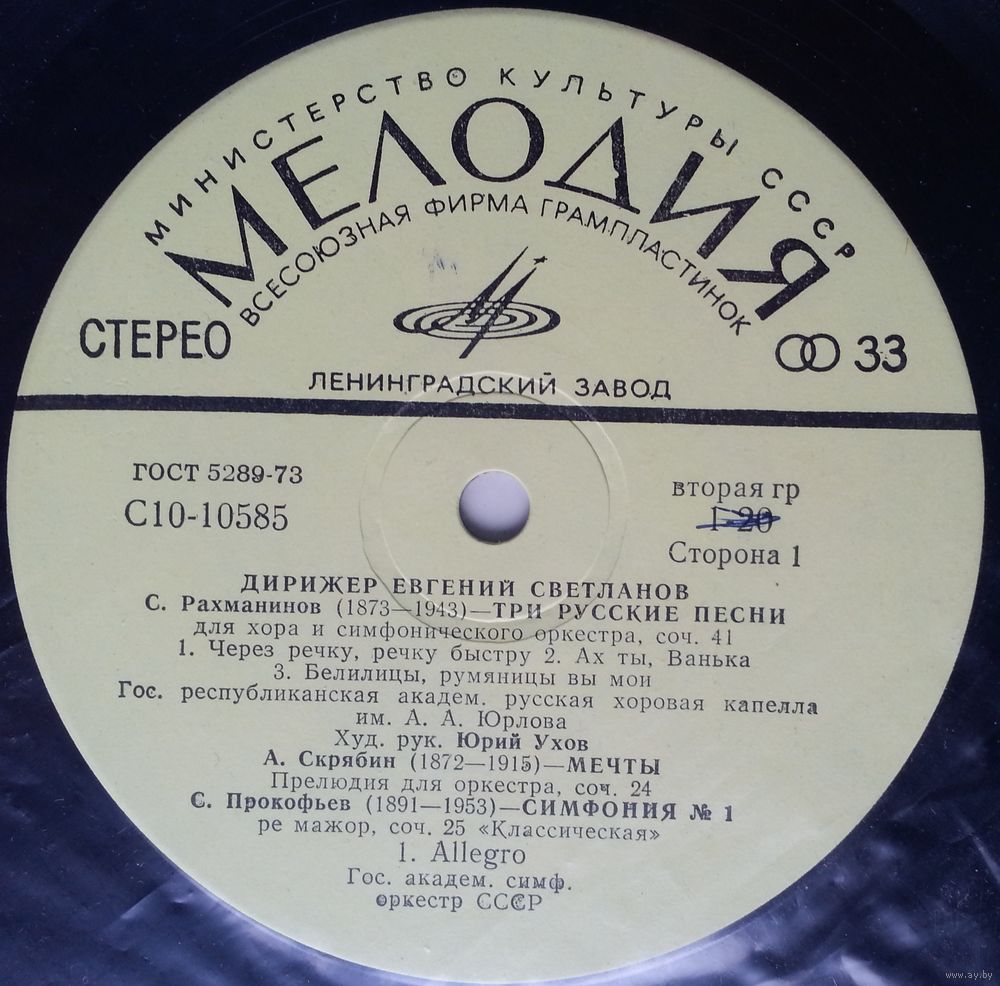 МИНИСТЕРСТВО КУЛЬТУРЫ СССР
МЕЛОДИЯ
ВСЕСОЮЗНАЯ ФИРМА ГРАМПЛАСТИНОК
СТЕРЕО
33
ЛЕНИНГРАДСКИЙ ЗАВОД
ГОСТ 5289-73
С10-10585
вторая гр
1-20
Сторона 1
ДИРИЖЕР ЕВГЕНИЙ СВЕТЛАНОВ
С. Рахманинов (1873—1943)—ТРИ РУССКИЕ ПЕСНИ
для хора и симфонического оркестра, соч. 41
1. Через речку, речку быстру 2. Ах ты, Ванька
3. Белилицы, румяницы вы мои
Гос. республиканская академ. русская хоровая капелла
им. А. А. Юрлова
Худ. рук. Юрий Ухов
А. Скрябин (1872—1915)—МЕЧТЫ
Прелюдия для оркестра, соч. 24
С. Прокофьев (1891—1953)—СИМФОНИЯ № 1
ре мажор, соч. 25 «Классическая»
1. Allegro
Гос. академ. симф.
оркестр СССР
www.ay.by